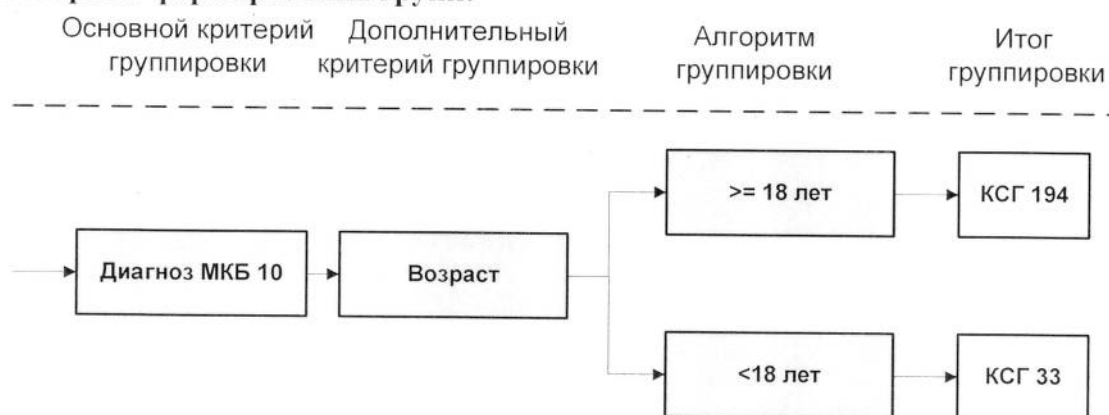 Основной критерий группировки
Дополнительный критерий группировки
Алгоритм группировки
Итог группировки
Диагноз МКБ 10
Возраст
>= 18 лет
КСГ 194
<18 лет
КСГ 33